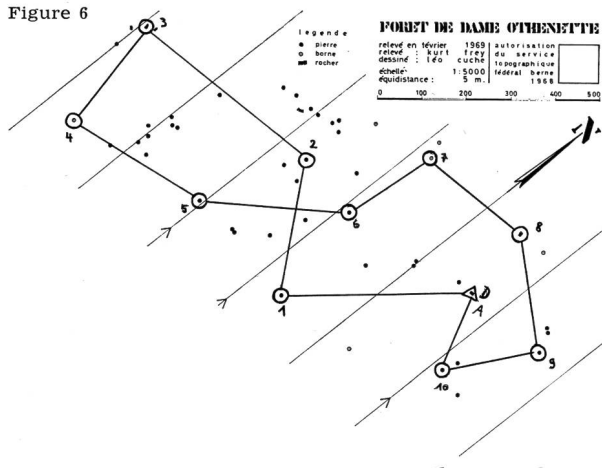 Figure 6
legende
pierre
borne
rocher
FORET DE DAME OTHENETTE
relevé en février 1969
relevé : kurt frey
dessiné : léo cuche
échelle 1:5000
équidistance : 5 m.
autorisation
du service
topographique
fédéral berne
1968
0 100 200 300 400 500
3
4
2
7
5
6
8
1
D
A
9
10